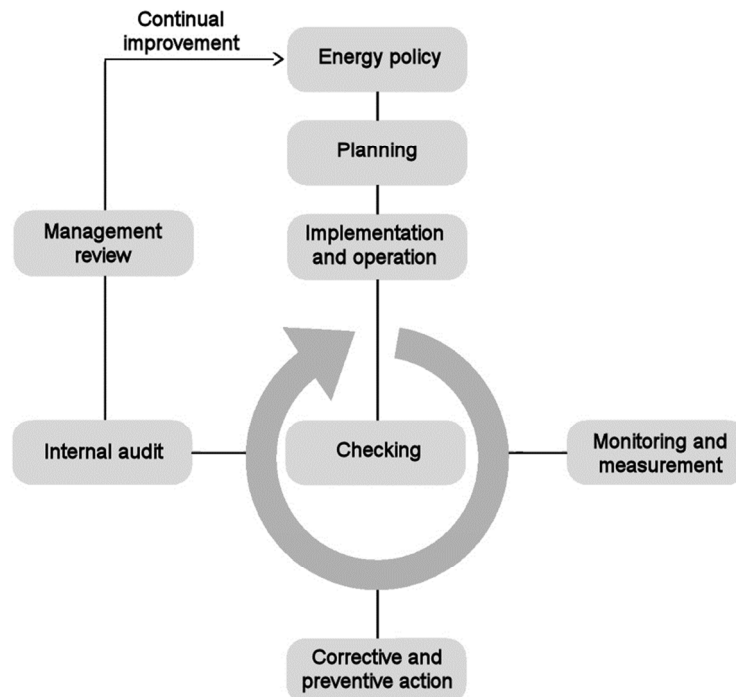 Continual
improvement
Energy policy
Planning
Management
review
Implementation
and operation
Internal audit
Checking
Monitoring and
measurement
Corrective and
preventive action